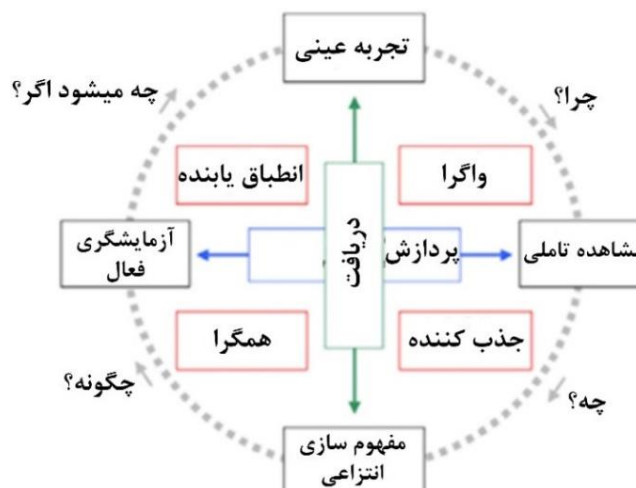 تجربه عینی
چرا؟
چه میشود اگر؟
واگرا
انطباق یابنده
دریافت
پردازش
مشاهده تاملی
آزمایشگری
فعال
جذب کننده
همگرا
چه؟
چگونه؟
مفهوم سازی
انتزاعی